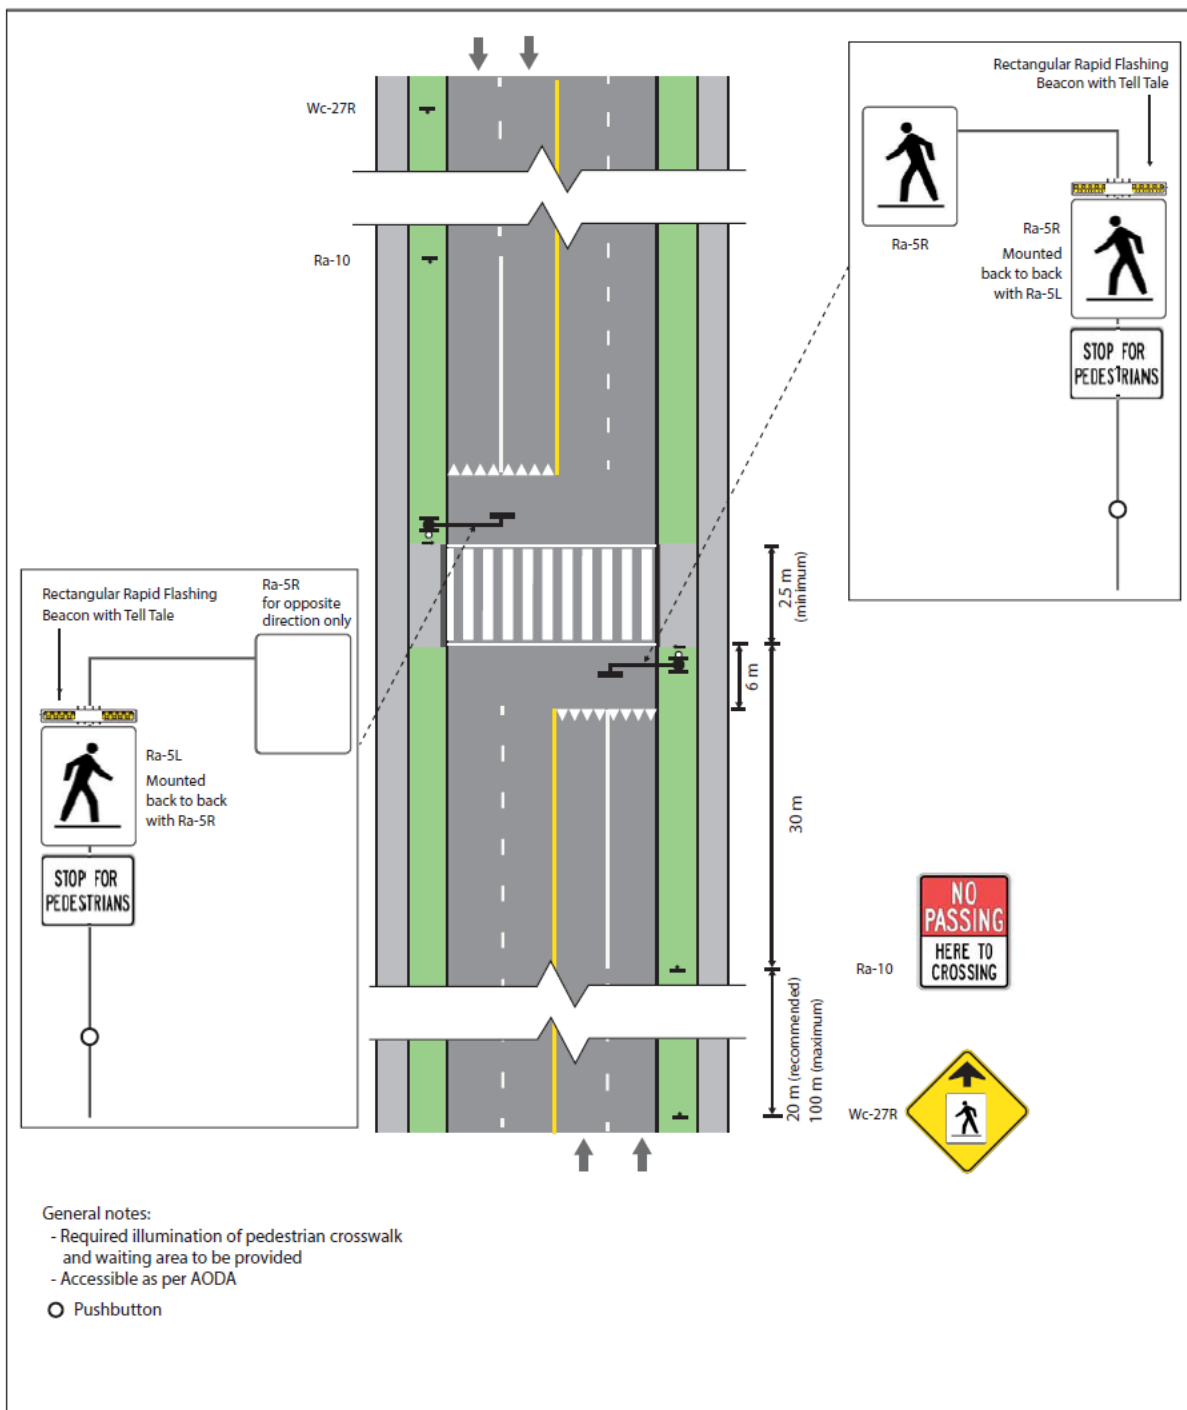 Wc-27R
Ra-10
Rectangular Rapid Flashing
Beacon with Tell Tale
Ra-5R
Ra-5R
Mounted
back to back
with Ra-5L
STOP FOR
PEDESTRIANS
Rectangular Rapid Flashing
Beacon with Tell Tale
Ra-5R
for opposite
direction only
Ra-5L
Mounted
back to back
with Ra-5R
STOP FOR
PEDESTRIANS
2.5 m
(minimum)
6 m
30 m
20 m (recommended)
100 m (maximum)
Ra-10
NO
PASSING
HERE TO
CROSSING
Wc-27R
General notes:
- Required illumination of pedestrian crosswalk
and waiting area to be provided
- Accessible as per AODA
Pushbutton